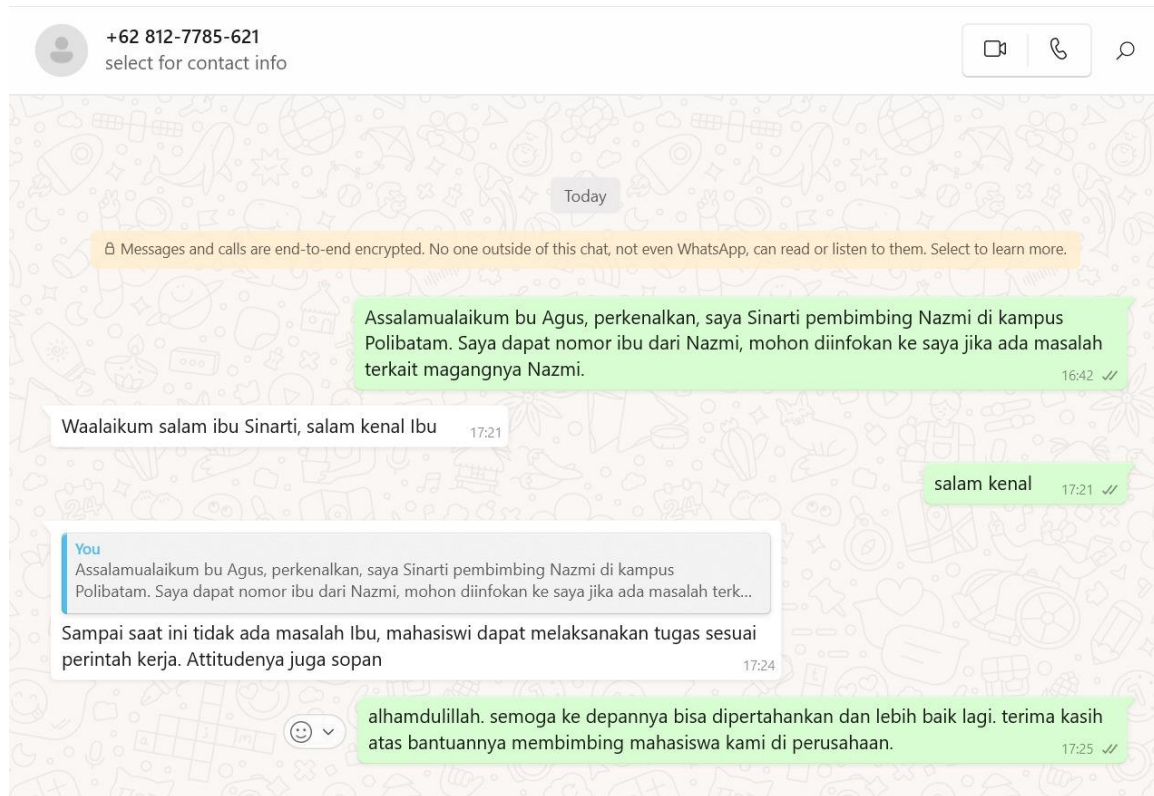 +62 812-7785-621
select for contact info
Today
Messages and calls are end-to-end encrypted. No one outside of this chat, not even WhatsApp, can read or listen to them. Select to learn more.
Assalamualaikum bu Agus, perkenalkan, saya Sinarti pembimbing Nazmi di kampus
Polibatam. Saya dapat nomor ibu dari Nazmi, mohon diinfokan ke saya jika ada masalah
terkait magangnya Nazmi.
16:42
Waalaikum salam ibu Sinarti, salam kenal Ibu
17:21
salam kenal
17:21
You
Assalamualaikum bu Agus, perkenalkan, saya Sinarti pembimbing Nazmi di kampus
Polibatam. Saya dapat nomor ibu dari Nazmi, mohon diinfokan ke saya jika ada masalah terk...
Sampai saat ini tidak ada masalah Ibu, mahasiswi dapat melaksanakan tugas sesuai
perintah kerja. Attitudenya juga sopan
17:24
alhamdulillah. semoga ke depannya bisa dipertahankan dan lebih baik lagi. terima kasih
atas bantuannya membimbing mahasiswa kami di perusahaan.
17:25